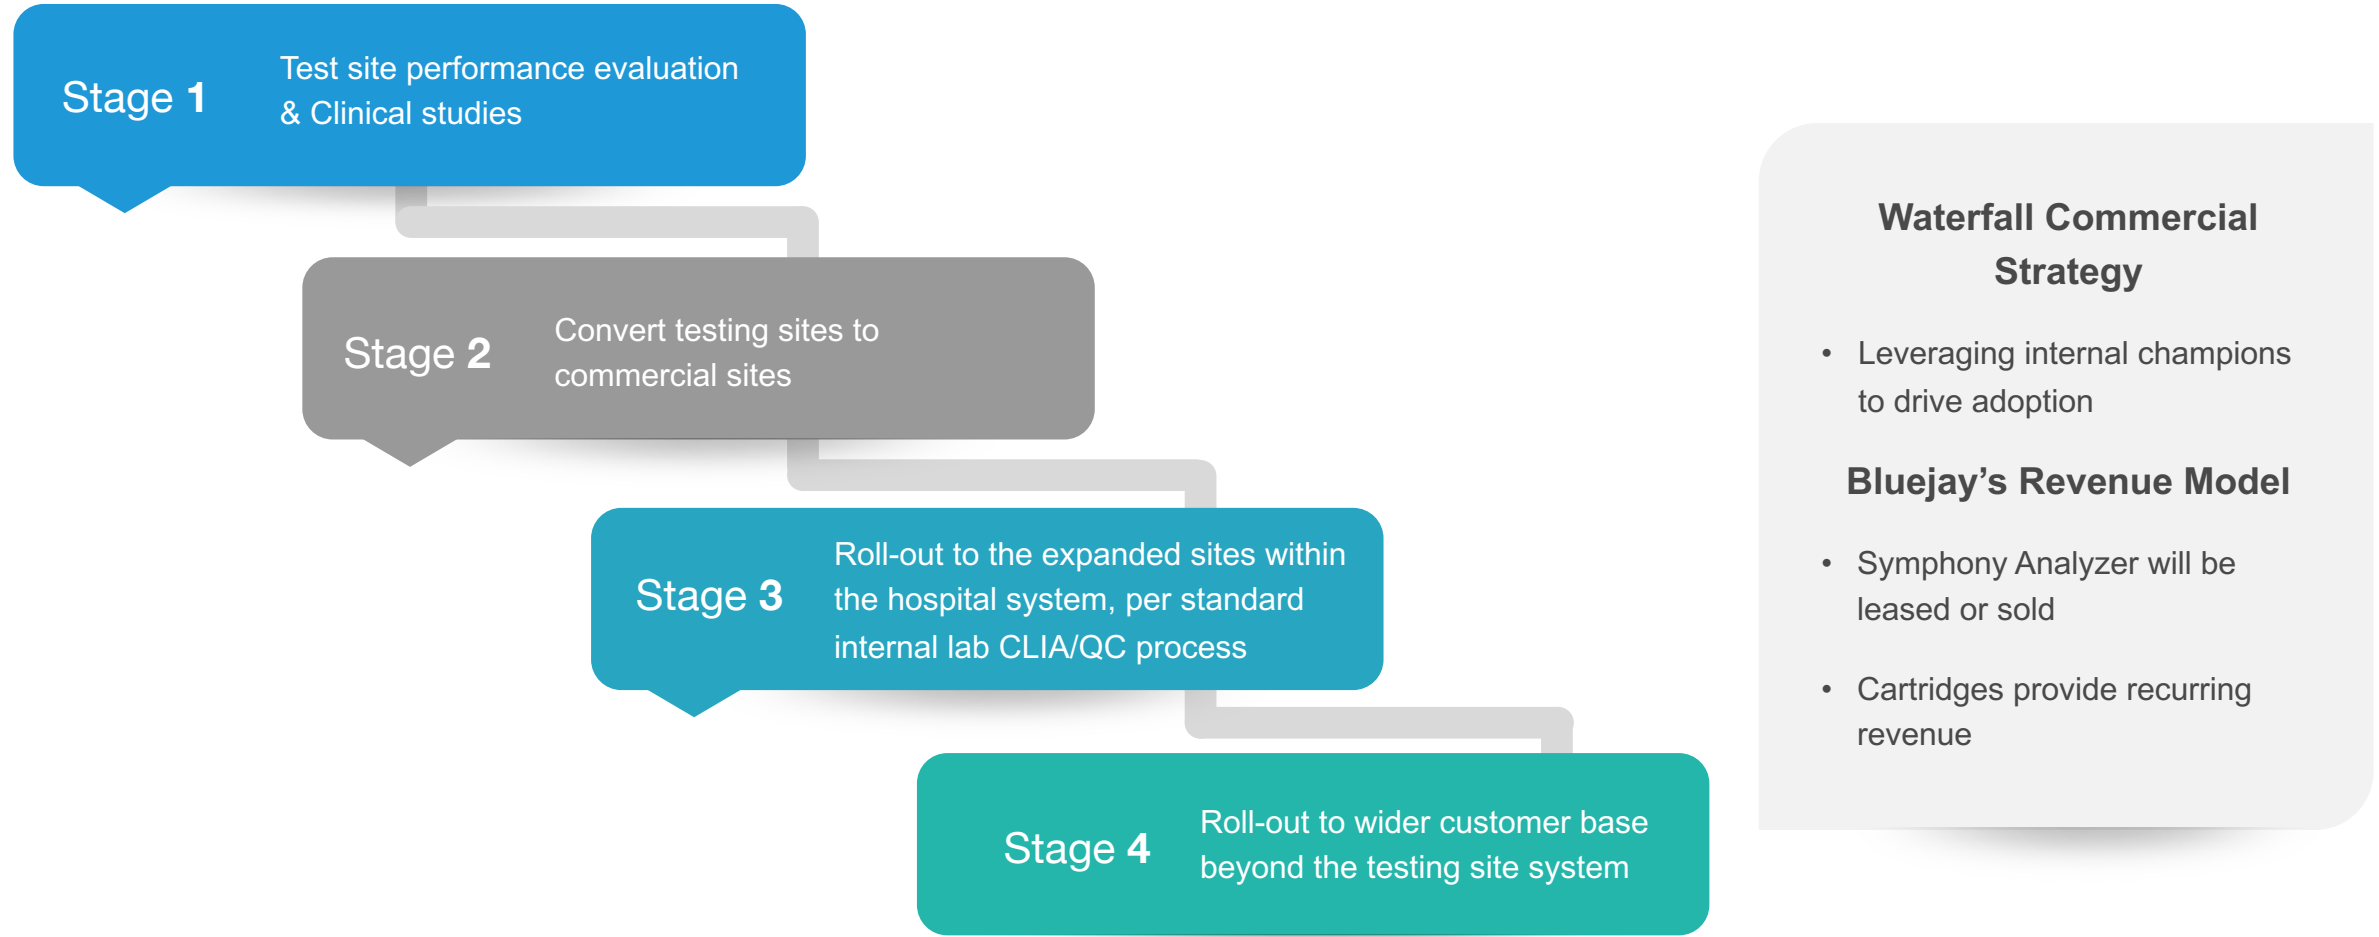 Stage 1
Test site performance evaluation
& Clinical studies
Stage 2
Convert testing sites to
commercial sites
Stage 3
Roll-out to the expanded sites within
the hospital system, per standard
internal lab CLIA/QC process
Stage 4
Roll-out to wider customer base
beyond the testing site system
Waterfall Commercial
Strategy
• Leveraging internal champions
to drive adoption
Bluejay’s Revenue Model
• Symphony Analyzer will be
leased or sold
• Cartridges provide recurring
revenue